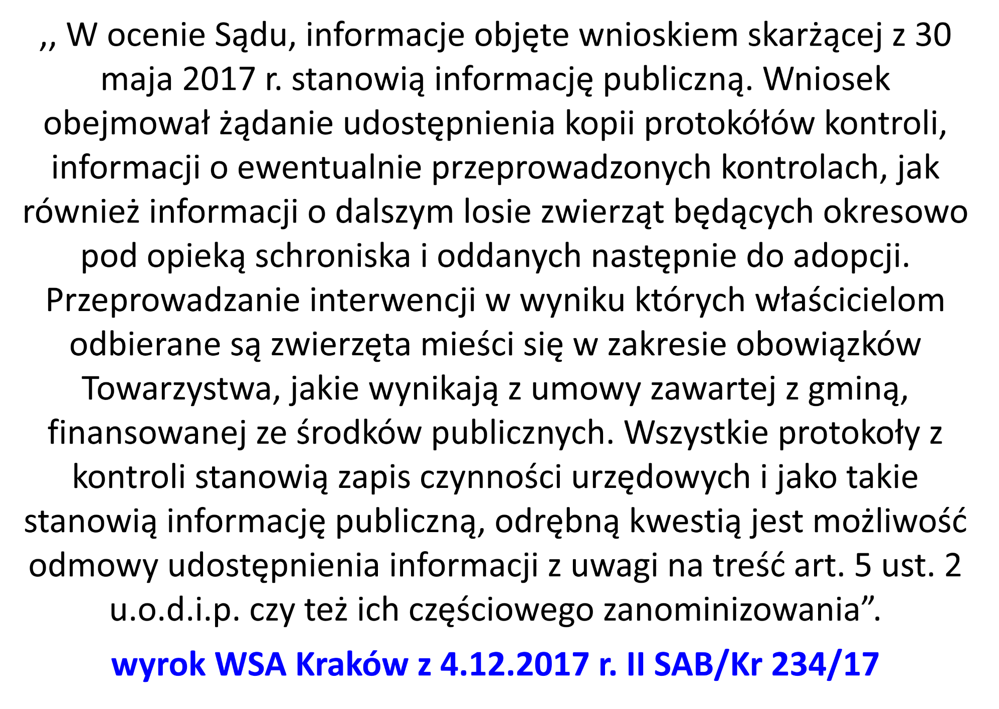 ,, W ocenie Sądu, informacje objęte wnioskiem skarżącej z 30
maja 2017 r. stanowią informację publiczną. Wniosek
obejmował żądanie udostępnienia kopii protokółów kontroli,
informacji o ewentualnie przeprowadzonych kontrolach, jak
również informacji o dalszym losie zwierząt będących okresowo
pod opieką schroniska i oddanych następnie do adopcji.
Przeprowadzanie interwencji w wyniku których właścicielom
odbierane są zwierzęta mieści się w zakresie obowiązków
Towarzystwa, jakie wynikają z umowy zawartej z gminą,
finansowanej ze środków publicznych. Wszystkie protokoły z
kontroli stanowią zapis czynności urzędowych i jako takie
stanowią informację publiczną, odrębną kwestią jest możliwość
odmowy udostępnienia informacji z uwagi na treść art. 5 ust. 2
u.o.d.i.p. czy też ich częściowego zanominizowania”.
wyrok WSA Kraków z 4.12.2017 r. II SAB/Kr 234/17